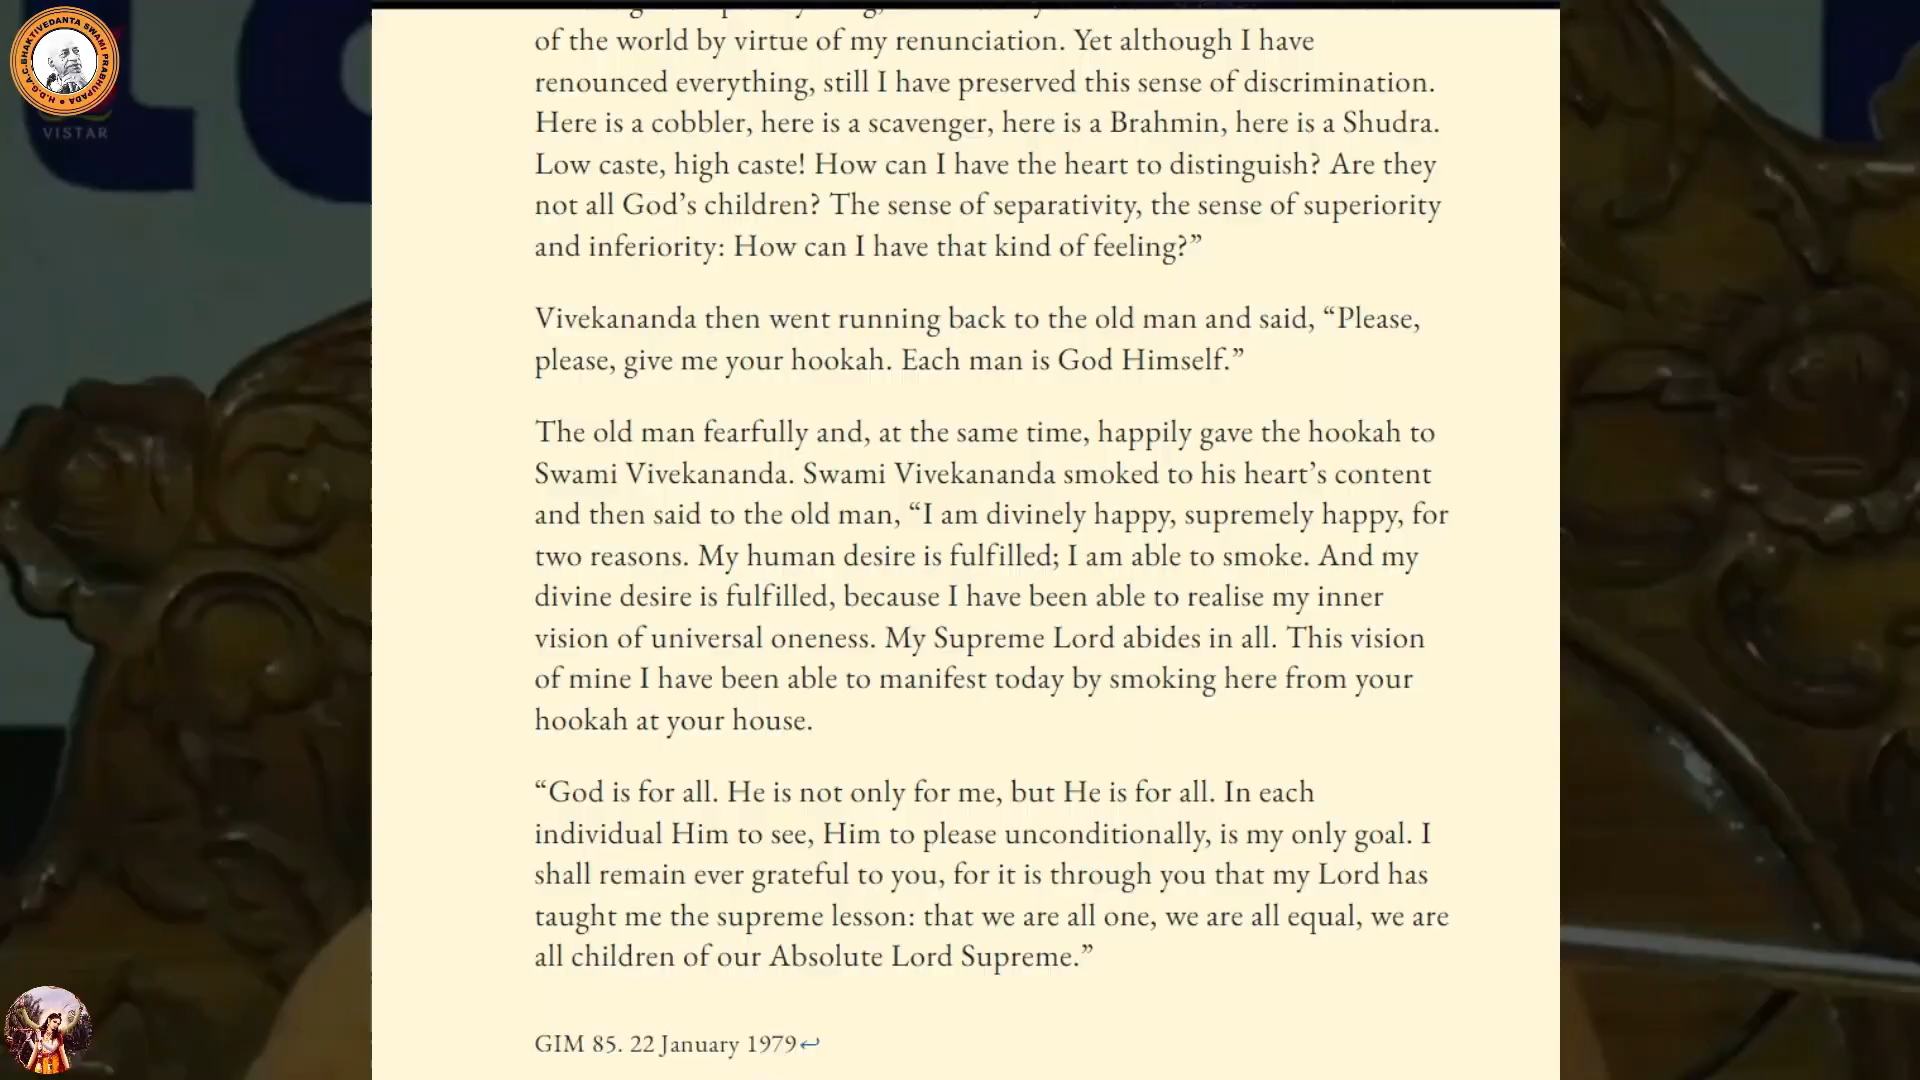 of the world by virtue of my renunciation. Yet although I have
renounced everything, still I have preserved this sense of discrimination.
Here is a cobbler, here is a scavenger, here is a Brahmin, here is a Shudra.
Low caste, high caste! How can I have the heart to distinguish? Are they
not all God’s children? The sense of separativity, the sense of superiority
and inferiority: How can I have that kind of feeling?”
Vivekananda then went running back to the old man and said, “Please,
please, give me your hookah. Each man is God Himself.”
The old man fearfully and, at the same time, happily gave the hookah to
Swami Vivekananda. Swami Vivekananda smoked to his heart’s content
and then said to the old man, “I am divinely happy, supremely happy, for
two reasons. My human desire is fulfilled; I am able to smoke. And my
divine desire is fulfilled, because I have been able to realise my inner
vision of universal oneness. My Supreme Lord abides in all. This vision
of mine I have been able to manifest today by smoking here from your
hookah at your house.
“God is for all. He is not only for me, but He is for all. In each
individual Him to see, Him to please unconditionally, is my only goal. I
shall remain ever grateful to you, for it is through you that my Lord has
taught me the supreme lesson: that we are all one, we are all equal, we are
all children of our Absolute Lord Supreme.”
GIM 85. 22 January 1979↩
H.D.G.A.C.BHAKTIVEDANTA SWAMI PRABHUPADA
VISTAR